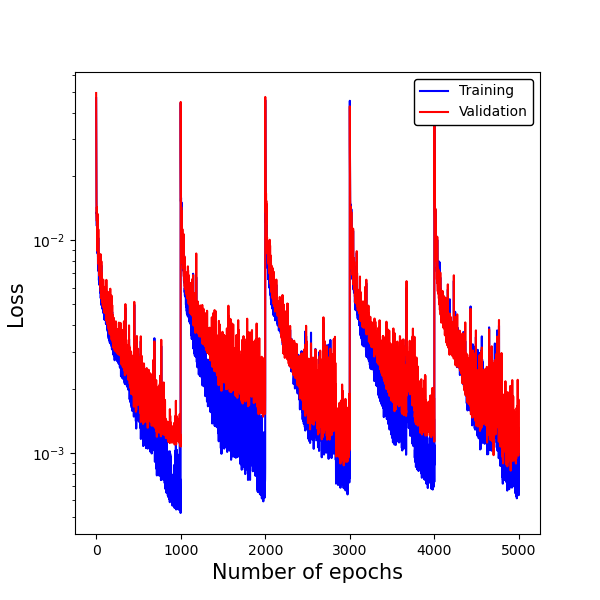 Training
Validation
10⁻²
10⁻³
Loss
0 1000 2000 3000 4000 5000
Number of epochs